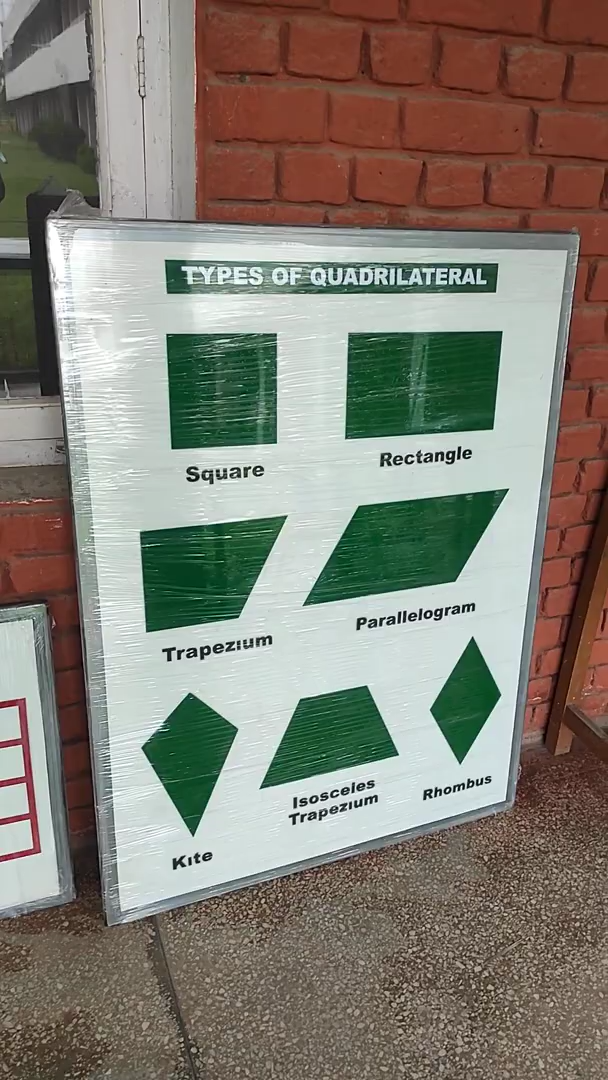 TYPES OF QUADRILATERAL
Square
Rectangle
Trapezium
Parallelogram
Kite
Isosceles
Trapezium
Rhombus